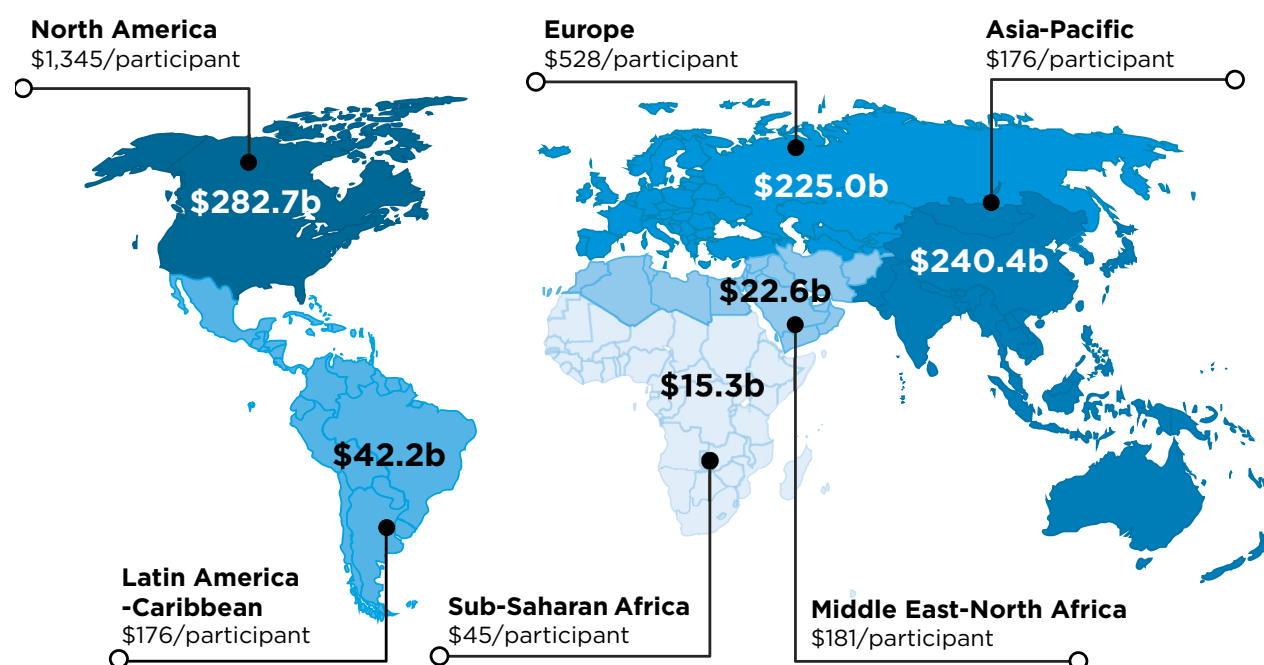 North America
$1,345/participant
Europe
$528/participant
Asia-Pacific
$176/participant
$282.7b
$225.0b
$240.4b
$22.6b
$15.3b
$42.2b
Latin America
-Caribbean
$176/participant
Sub-Saharan Africa
$45/participant
Middle East-North Africa
$181/participant